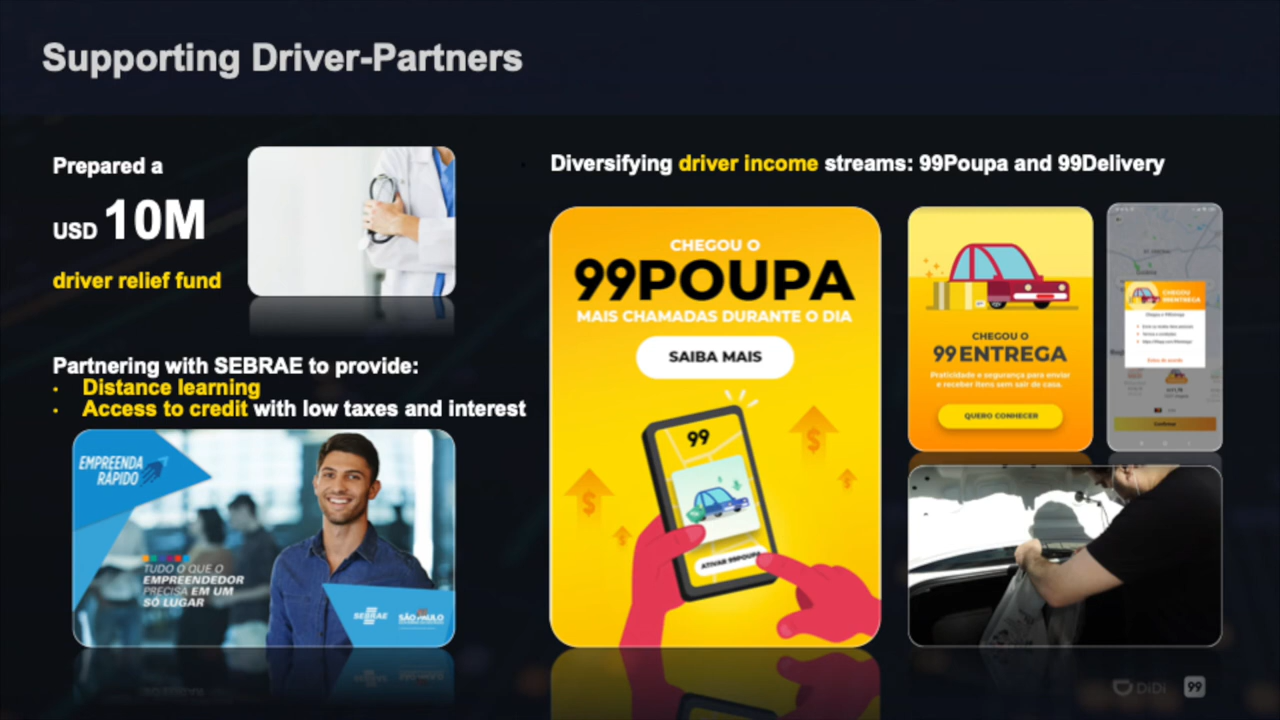 Supporting Driver-Partners
Prepared a
USD 10M
driver relief fund
Partnering with SEBRAE to provide:
• Distance learning
• Access to credit with low taxes and interest
EMPREENDA
RÁPIDO
TUDO O QUE O
EMPREENDEDOR
PRECISA EM UM
SÓ LUGAR
SEBRAE
SÃO PAULO
Diversifying driver income streams: 99Poupa and 99Delivery
CHEGOU O
99POUPA
MAIS CHAMADAS DURANTE O DIA
SAIBA MAIS
99
ATIVAR 99POUPA
CHEGOU O
99ENTREGA
Praticidade e segurança para enviar
e receber itens sem sair de casa.
QUERO CONHECER
CHEGOU
Confirmar
DiDi 99